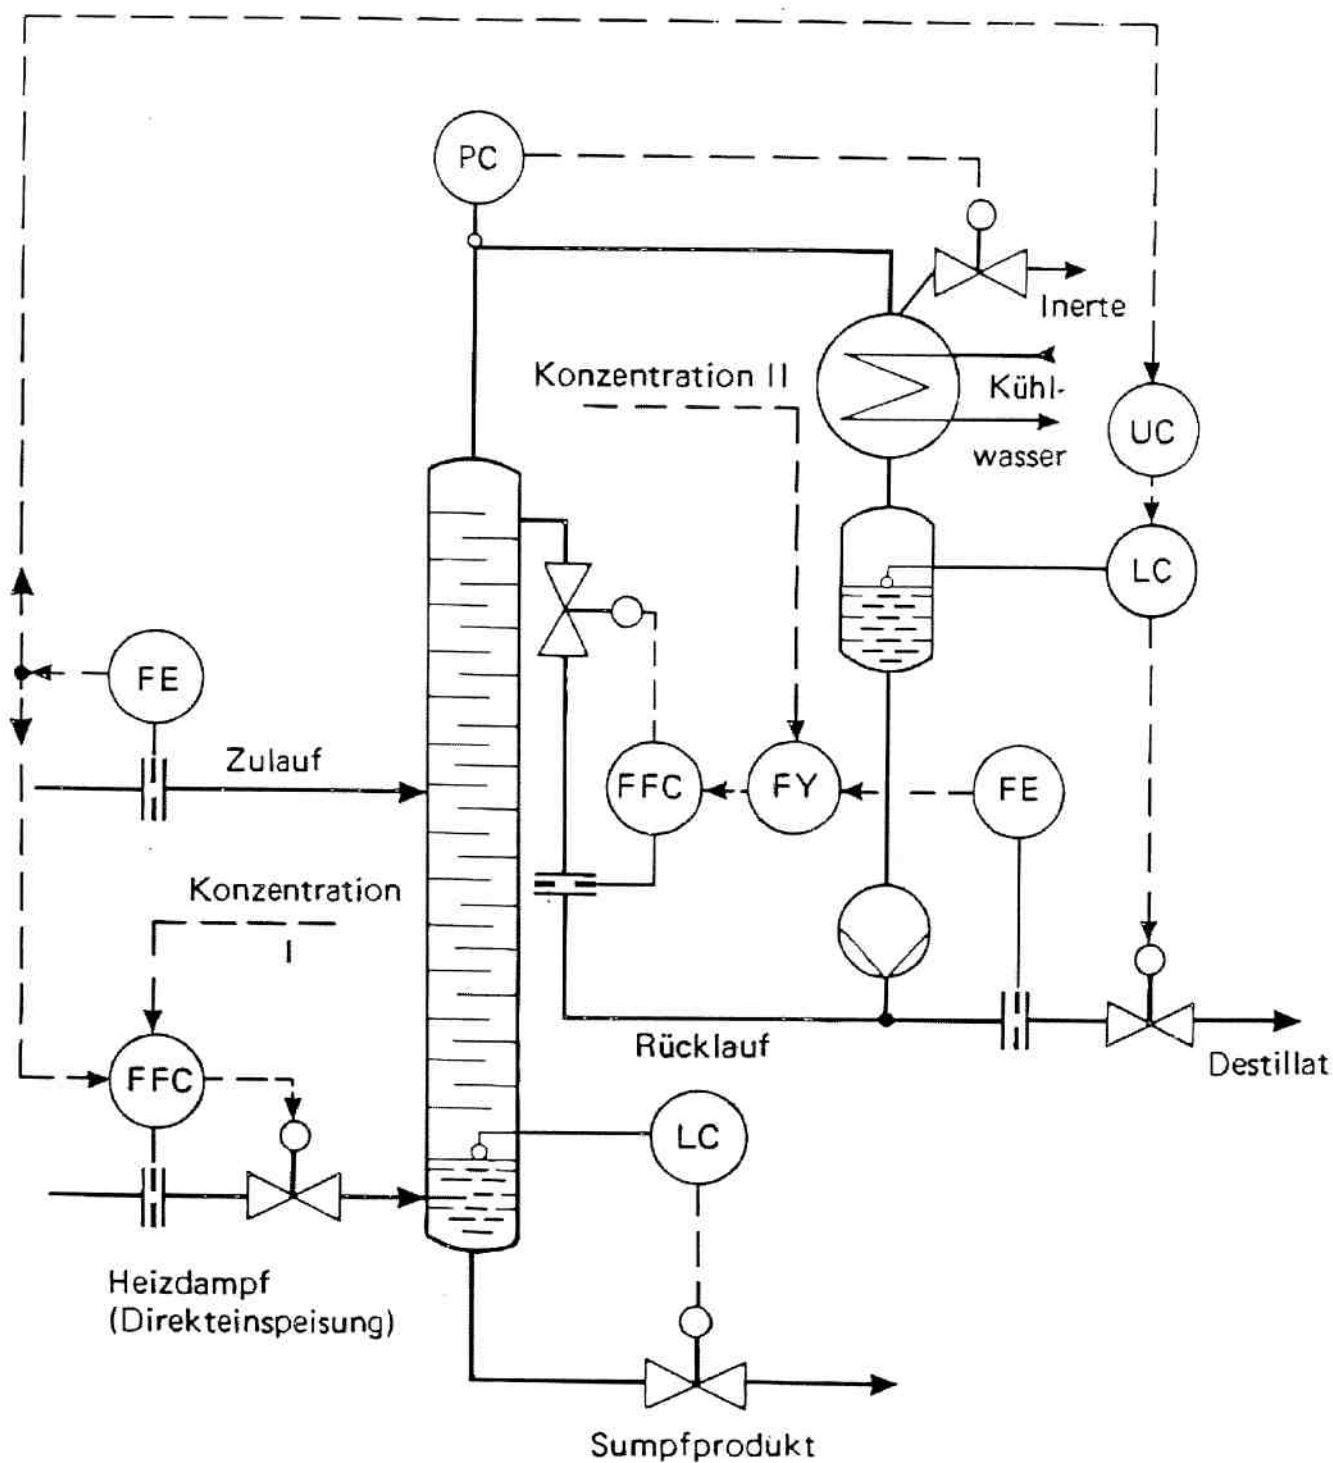 PC
Inerte
Konzentration II
Kühl-
wasser
UC
LC
FE
Zulauf
FFC
FY
FE
Konzentration
I
Rücklauf
Destillat
FFC
LC
Heizdampf
(Direkteinspeisung)
Sumpfprodukt